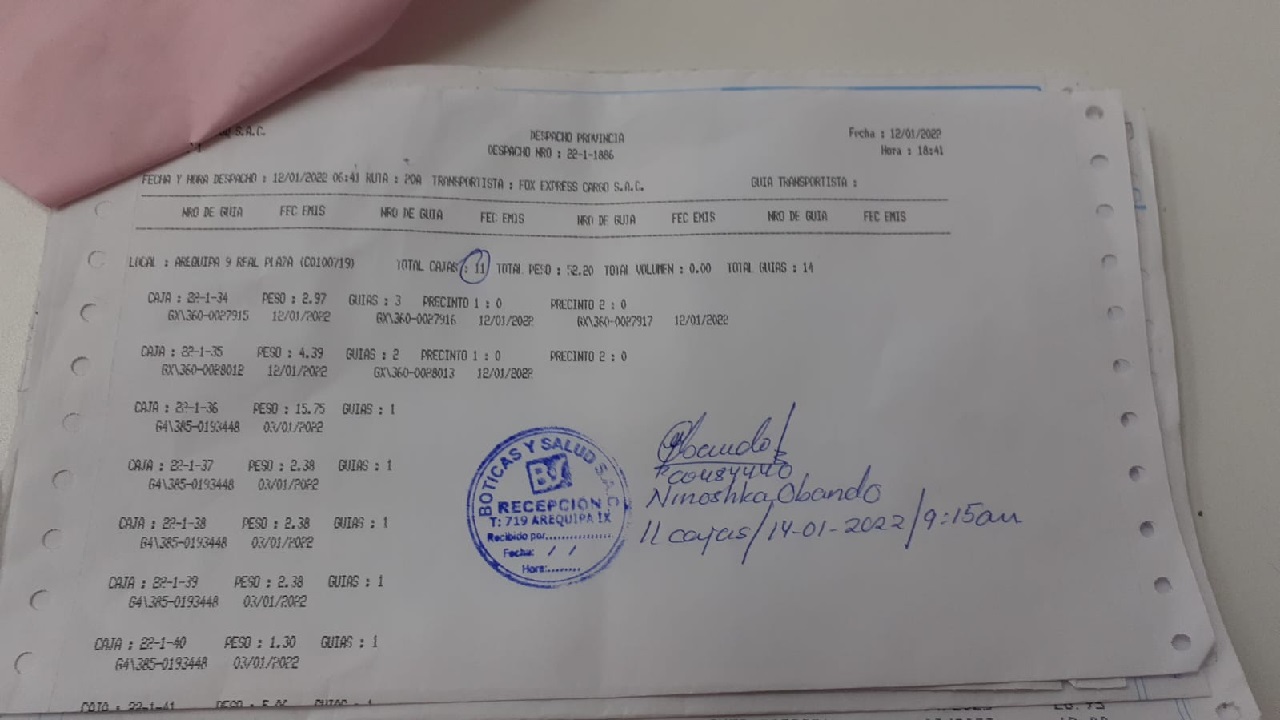 S.A.C.
DESPACHO PROVINCIA
Fecha : 12/01/2022
DESPACHO NRO : 22-1-1886
Hora : 18:41
FECHA Y HORA DESPACHO : 12/01/2022 06:41 RUTA : 20A TRANSPORTISTA : FOX EXPRESS CARGO S.A.C. GUIA TRANSPORTISTA :
NRO DE GUIA FEC EMIS NRO DE GUIA FEC EMIS NRO DE GUIA FEC EMIS NRO DE GUIA FEC EMIS
LOCAL : AREQUIPA 9 REAL PLAZA (C0100719) TOTAL CAJAS : 11 TOTAL PESO : 52.20 TOTAL VOLUMEN : 0.00 TOTAL GUIAS : 14
CAJA : 22-1-34 PESO : 2.97 GUIAS : 3 PRECINTO 1 : 0 PRECINTO 2 : 0
GX\360-0027915 12/01/2022 GX\360-0027916 12/01/2022 GX\360-0027917 12/01/2022
CAJA : 22-1-35 PESO : 4.39 GUIAS : 2 PRECINTO 1 : 0 PRECINTO 2 : 0
GX\360-0028012 12/01/2022 GX\360-0028013 12/01/2022
CAJA : 22-1-36 PESO : 15.75 GUIAS : 1
G4\385-0193448 03/01/2022
CAJA : 22-1-37 PESO : 2.38 GUIAS : 1
G4\385-0193448 03/01/2022
CAJA : 22-1-38 PESO : 2.38 GUIAS : 1
G4\385-0193448 03/01/2022
CAJA : 22-1-39 PESO : 2.38 GUIAS : 1
G4\385-0193448 03/01/2022
CAJA : 22-1-40 PESO : 1.30 GUIAS : 1
G4\385-0193448 03/01/2022
CAJA : 22-1-41
BOTICAS Y SALUD S.A.C.
BS
RECEPCION
T: 719 AREQUIPA IX
Recibido por...............
Fecha: / /
Hora:........
Obando
Ninoshka Obando
11 cajas/14-01-2022/9:15am